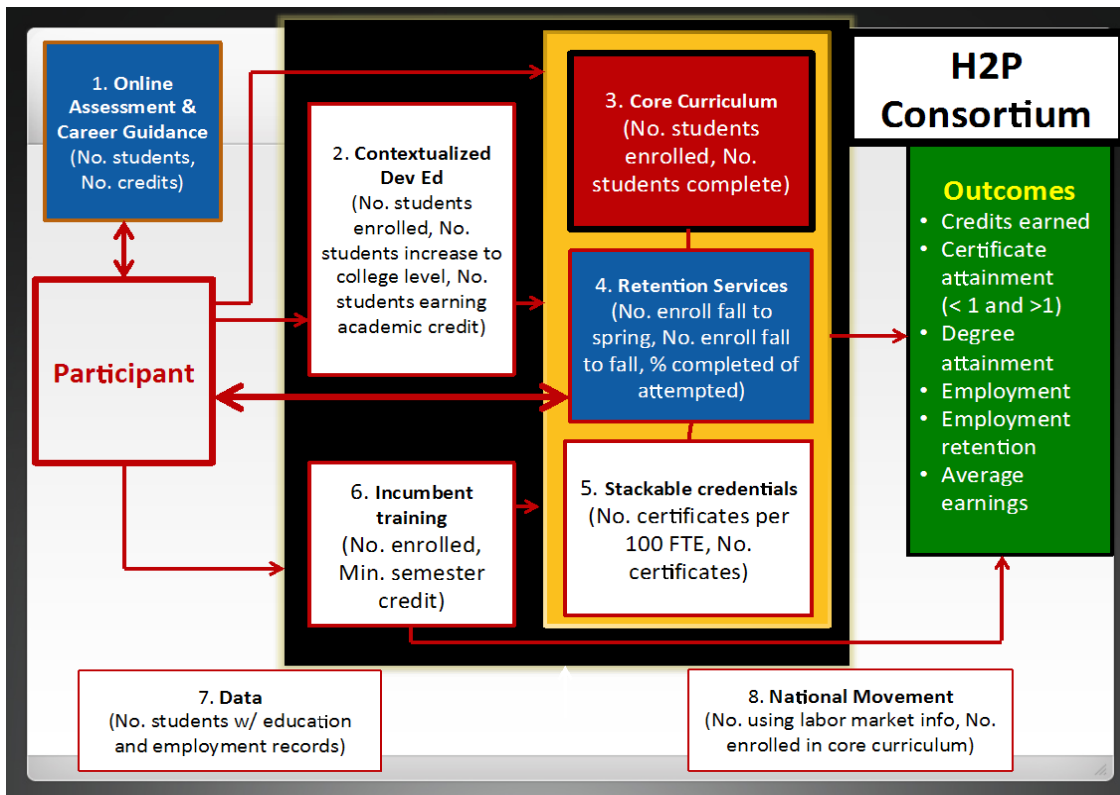 1. Online
Assessment &
Career Guidance
(No. students,
No. credits)
Participant
2. Contextualized
Dev Ed
(No. students
enrolled, No.
students increase to
college level, No.
students earning
academic credit)
6. Incumbent
training
(No. enrolled,
Min. semester
credit)
3. Core Curriculum
(No. students
enrolled, No.
students complete)
4. Retention Services
(No. enroll fall to
spring, No. enroll fall
to fall, % completed of
attempted)
5. Stackable credentials
(No. certificates per
100 FTE, No.
certificates)
H2P
Consortium
Outcomes
• Credits earned
• Certificate
attainment
(< 1 and >1)
• Degree
attainment
• Employment
• Employment
retention
• Average
earnings
7. Data
(No. students w/ education
and employment records)
8. National Movement
(No. using labor market info, No.
enrolled in core curriculum)